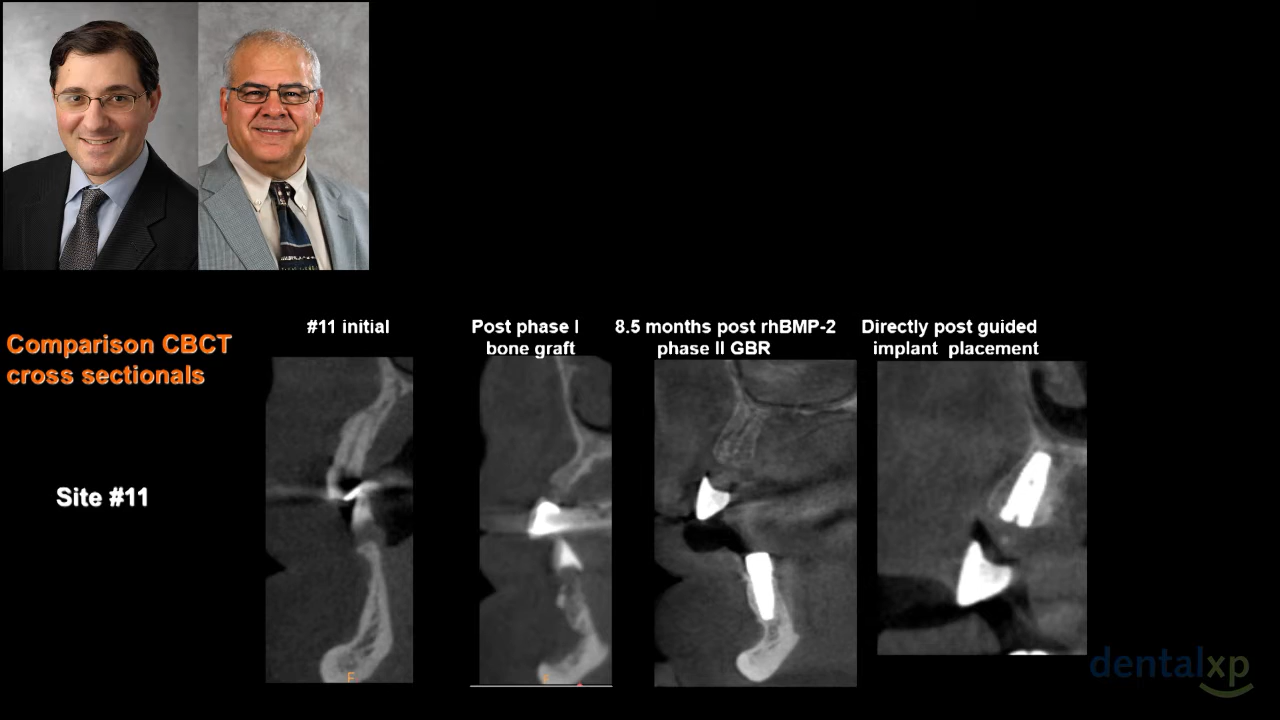 #11 initial
Post phase I
bone graft
8.5 months post rhBMP-2
phase II GBR
Directly post guided
implant placement
Comparison CBCT
cross sectionals
Site #11
F
F
dentalxp